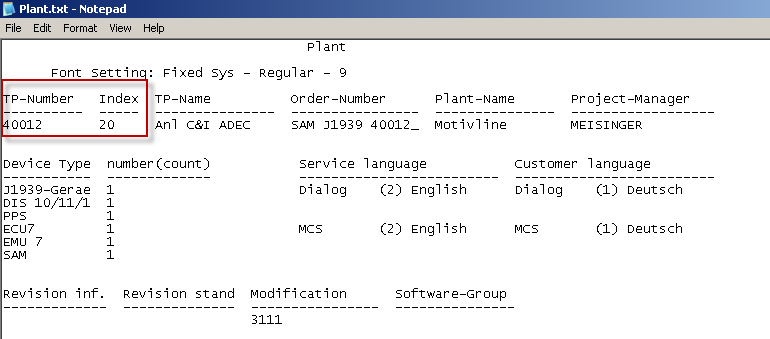 Plant.txt - Notepad
File Edit Format View Help
Plant
Font Setting: Fixed Sys - Regular - 9
TP-Number Index TP-Name Order-Number Plant-Name Project-Manager
40012 20 Anl C&I ADEC SAM J1939 40012_ Motivline MEISINGER
Device Type number(count) Service language Customer language
J1939-Gerae 1 Dialog (2) English Dialog (1) Deutsch
DIS 10/11/1 1
PPS 1
ECU7 1 MCS (2) English MCS (1) Deutsch
EMU 7 1
SAM 1
Revision inf. Revision stand Modification Software-Group
3111